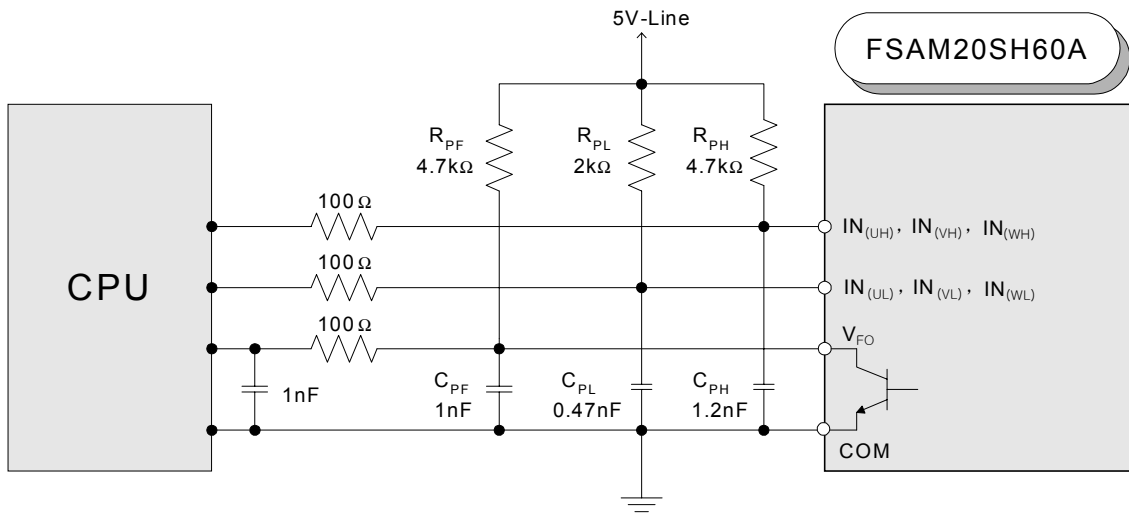 5V-Line
FSAM20SH60A
R_PF
4.7kΩ
R_PL
2kΩ
R_PH
4.7kΩ
100Ω
IN(UH), IN(VH), IN(WH)
CPU
100Ω
IN(UL), IN(VL), IN(WL)
100Ω
V_FO
1nF
C_PF
1nF
C_PL
0.47nF
C_PH
1.2nF
COM